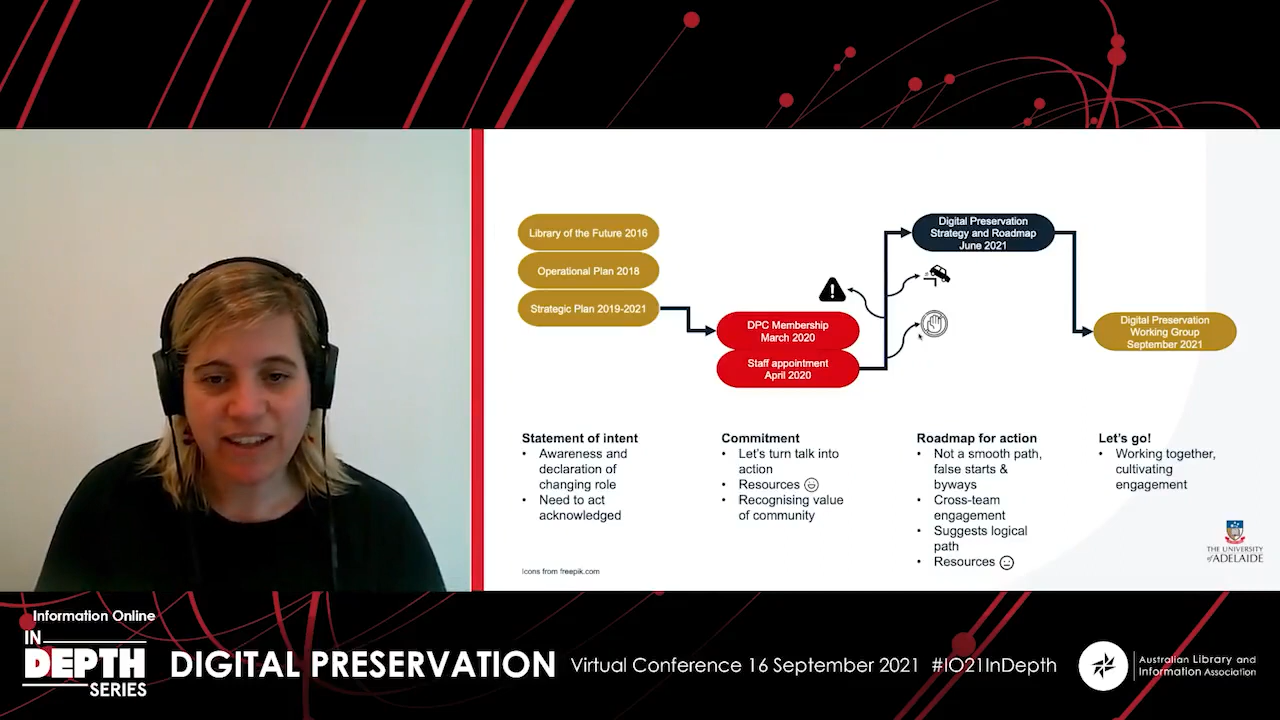 Library of the Future 2016
Operational Plan 2018
Strategic Plan 2019-2021
DPC Membership
March 2020
Staff appointment
April 2020
Digital Preservation
Strategy and Roadmap
June 2021
Digital Preservation
Working Group
September 2021
Statement of intent
• Awareness and
declaration of
changing role
• Need to act
acknowledged
Commitment
• Let's turn talk into
action
• Resources
• Recognising value
of community
Roadmap for action
• Not a smooth path,
false starts &
byways
• Cross-team
engagement
• Suggests logical
path
• Resources
Let's go!
• Working together,
cultivating
engagement
Icons from freepik.com
THE UNIVERSITY
of ADELAIDE
Information Online
IN
DEPTH
SERIES
DIGITAL PRESERVATION
Virtual Conference 16 September 2021 #IO21InDepth
Australian Library and
Information Association